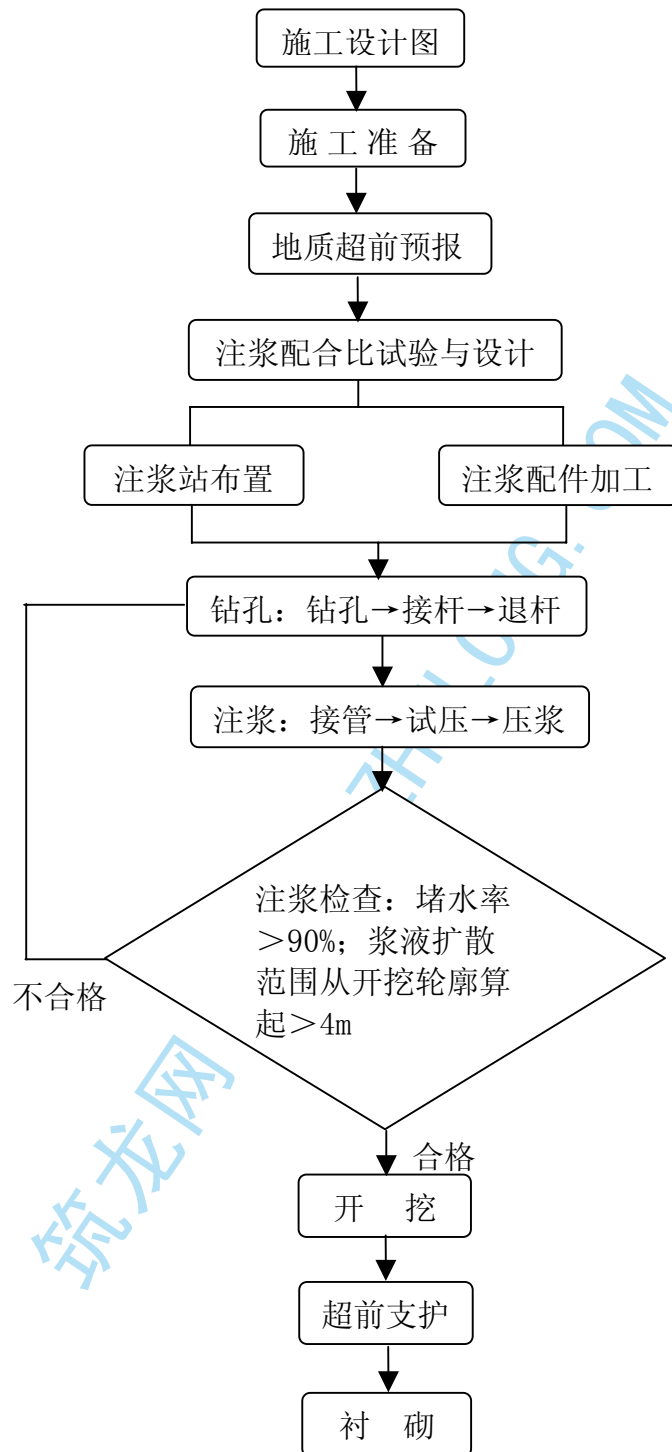 施工设计图
施 工 准 备
地质超前预报
注浆配合比试验与设计
注浆站布置
注浆配件加工
钻孔：钻孔→接杆→退杆
注浆：接管→试压→压浆
注浆检查：堵水率
＞90%；浆液扩散
范围从开挖轮廓算
起＞4m
不合格
合格
开 挖
超前支护
衬 砌
筑龙网 ZHULONG.COM